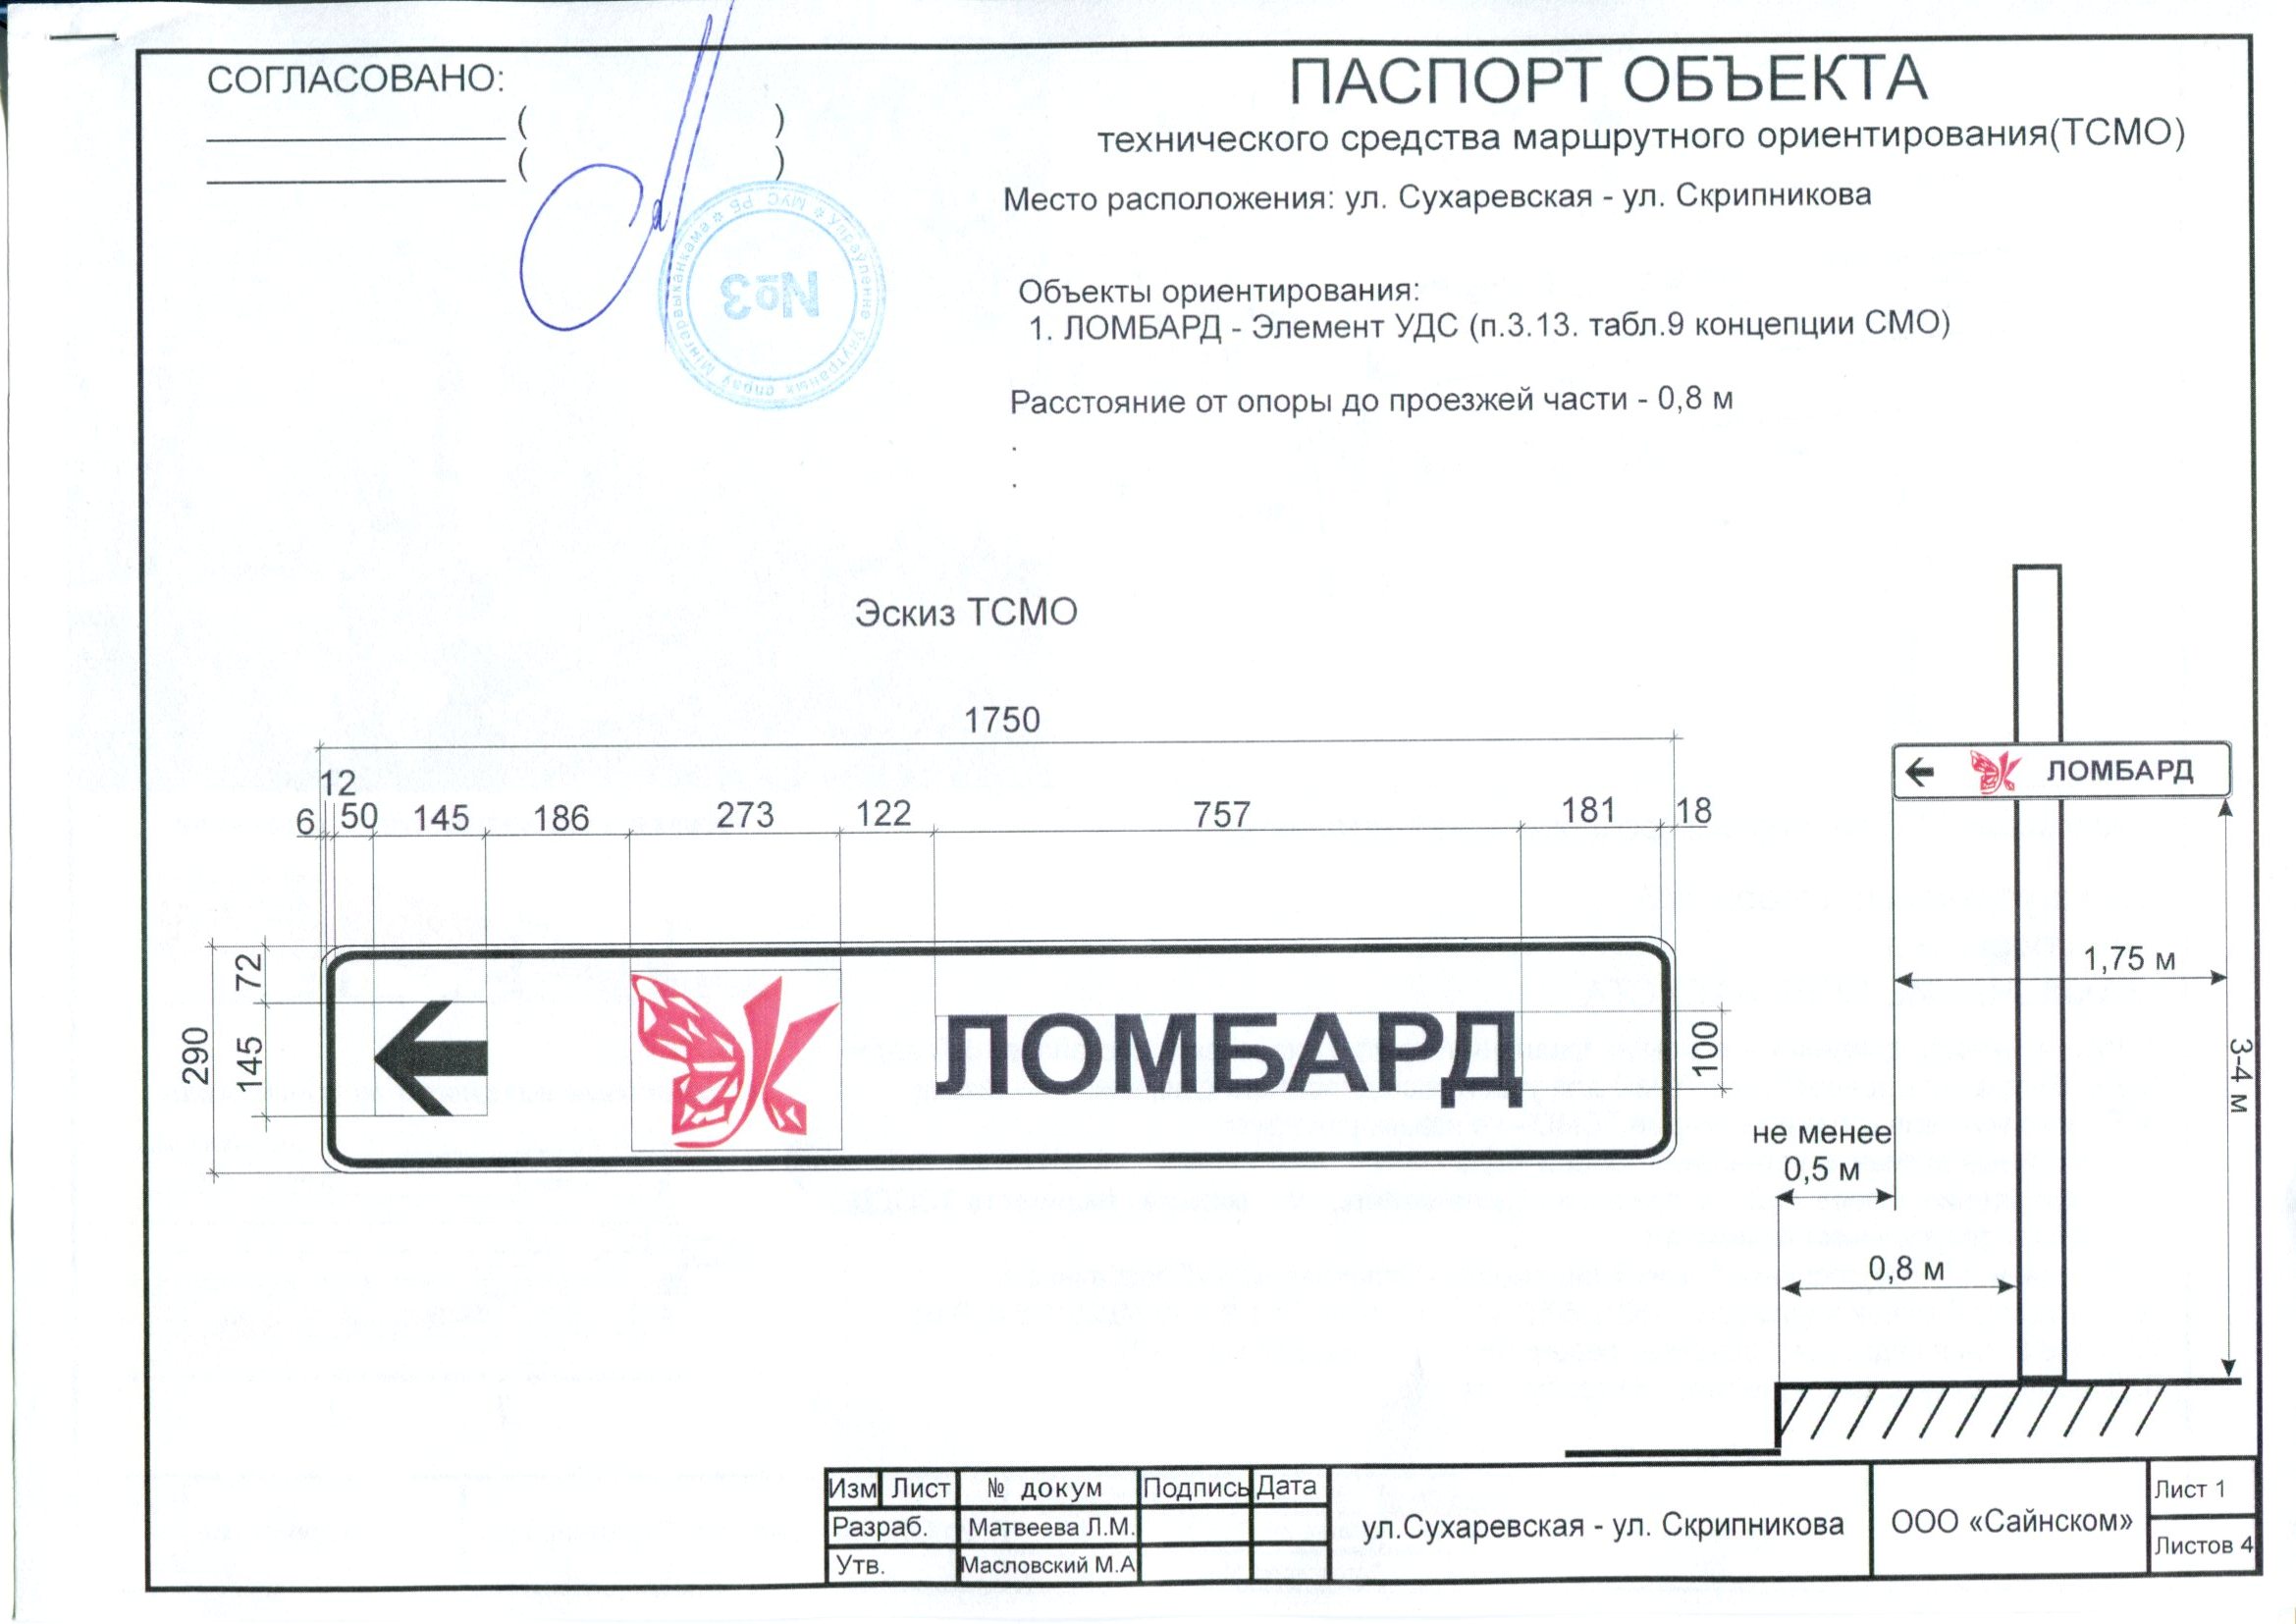 СОГЛАСОВАНО:
( )
( )
ПАСПОРТ ОБЪЕКТА
технического средства маршрутного ориентирования(ТСМО)
Место расположения: ул. Сухаревская - ул. Скрипникова
Объекты ориентирования:
1. ЛОМБАРД - Элемент УДС (п.3.13. табл.9 концепции СМО)
Расстояние от опоры до проезжей части - 0,8 м
.
.
№3
Упраўленне унутраных спраў Мінгарвыканкама * МУС РБ *
Эскиз ТСМО
1750
12
6 50 145 186 273 122 757 181 18
290
72
145
ЛОМБАРД
100
ЛОМБАРД
1,75 м
3-4 м
не менее
0,5 м
0,8 м
Изм Лист № докум Подпись Дата
Разраб. Матвеева Л.М.
Утв. Масловский М.А
ул.Сухаревская - ул. Скрипникова
ООО «Сайнском»
Лист 1
Листов 4